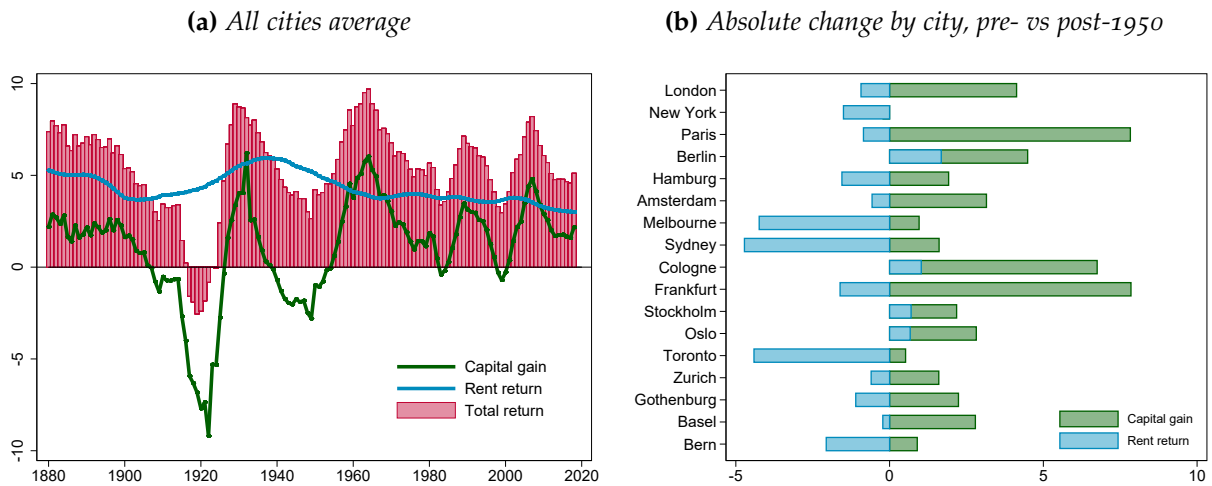 (a) All cities average
10
5
0
-5
-10
1880 1900 1920 1940 1960 1980 2000 2020
Capital gain
Rent return
Total return
(b) Absolute change by city, pre- vs post-1950
London
New York
Paris
Berlin
Hamburg
Amsterdam
Melbourne
Sydney
Cologne
Frankfurt
Stockholm
Oslo
Toronto
Zurich
Gothenburg
Basel
Bern
Capital gain
Rent return
-5 0 5 10